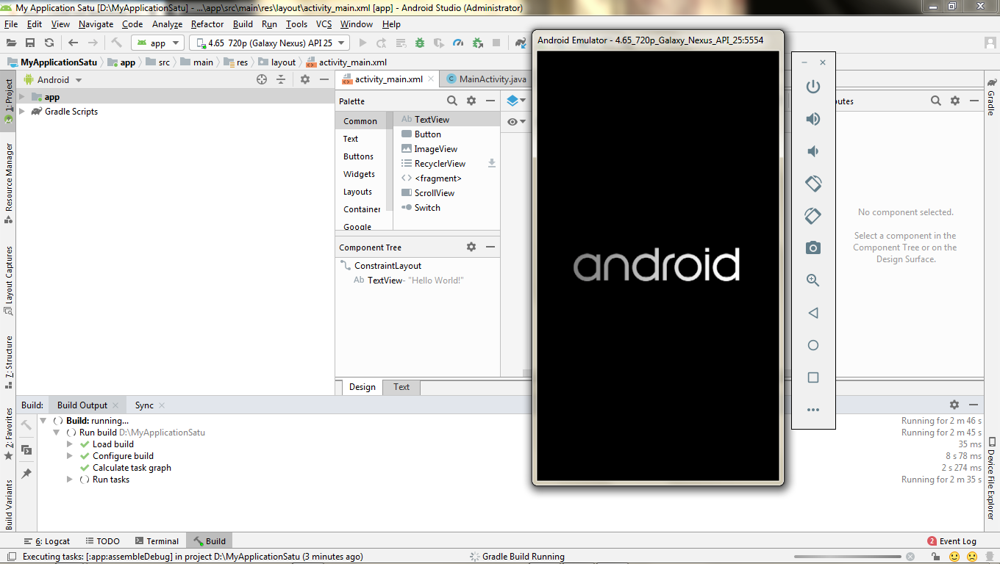 My Application Satu [D:\MyApplicationSatu] - ...\app\src\main\res\layout\activity_main.xml [app] - Android Studio (Administrator)
File Edit View Navigate Code Analyze Refactor Build Run Tools VCS Window Help
app 4.65 720p (Galaxy Nexus) API 25
MyApplicationSatu app src main res layout activity_main.xml
Android
activity_main.xml MainActivity.java
1: Project
Resource Manager
Layout Captures
7: Structure
2: Favorites
Build Variants
app
Gradle Scripts
Palette
Common
Text
Buttons
Widgets
Layouts
Container
Google
Ab TextView
Button
ImageView
RecyclerView
<fragment>
ScrollView
Switch
Component Tree
ConstraintLayout
Ab TextView- "Hello World!"
Design Text
Android Emulator - 4.65_720p_Galaxy_Nexus_API_25:5554
android
butes
No component selected.
Select a component in the
Component Tree or on the
Design Surface.
Gradle
Device File Explorer
Build: Build Output Sync
Build: running... Running for 2 m 46 s
Run build D:\MyApplicationSatu Running for 2 m 45 s
Load build 35 ms
Configure build 8 s 78 ms
Calculate task graph 2 s 274 ms
Run tasks Running for 2 m 35 s
6: Logcat TODO Terminal Build 2 Event Log
Executing tasks: [:app:assembleDebug] in project D:\MyApplicationSatu (3 minutes ago) Gradle Build Running